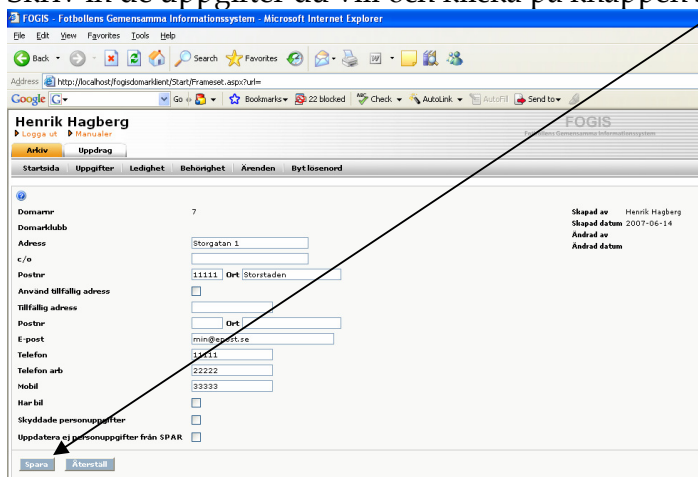 Skriv in de uppgifter du vill och klicka på knappen
FOGIS - Fotbollens Gemensamma Informationssystem - Microsoft Internet Explorer
File Edit View Favorites Tools Help
Back Search Favorites
Address http://localhost/fogisdomarklient/Start/Frameset.aspx?url=
Google G Go Bookmarks 22 blocked ABC Check AutoLink AutoFill Send to
Henrik Hagberg FOGIS
Logga ut Manualer Fotbollens Gemensamma Informationssystem
Arkiv Uppdrag
Startsida Uppgifter Ledighet Behörighet Ärenden Byt lösenord
Domarnr 7 Skapad av Henrik Hagberg
Domarklubb Skapad datum 2007-06-14
Adress Storgatan 1 Ändrad av
c/o Ändrad datum
Postnr 11111 Ort Storstaden
Använd tillfällig adress
Tillfällig adress
Postnr Ort
E-post min@epost.se
Telefon 11111
Telefon arb 22222
Mobil 33333
Har bil
Skyddade personuppgifter
Uppdatera ej personuppgifter från SPAR
Spara Återställ